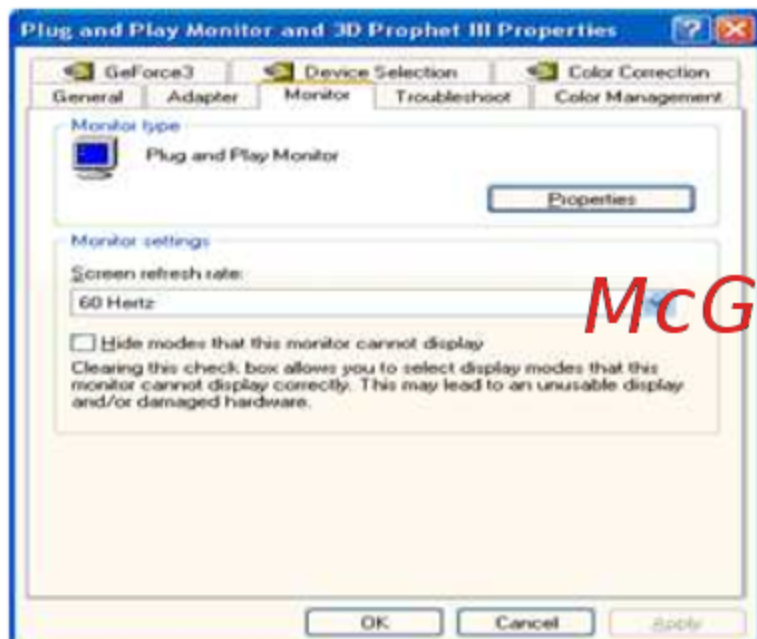 Plug and Play Monitor and 3D Prophet III Properties
GeForce3 Device Selection Color Correction
General Adapter Monitor Troubleshoot Color Management
Monitor type
Plug and Play Monitor
Properties
Monitor settings
Screen refresh rate:
60 Hertz
McG
Hide modes that this monitor cannot display
Clearing this check box allows you to select display modes that this
monitor cannot display correctly. This may lead to an unusable display
and/or damaged hardware.
OK Cancel Apply